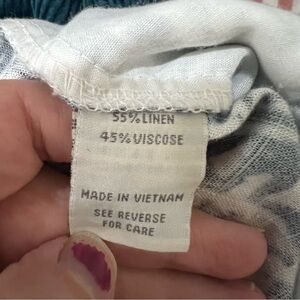 55% LINEN
45% VISCOSE
MADE IN VIETNAM
SEE REVERSE
FOR CARE